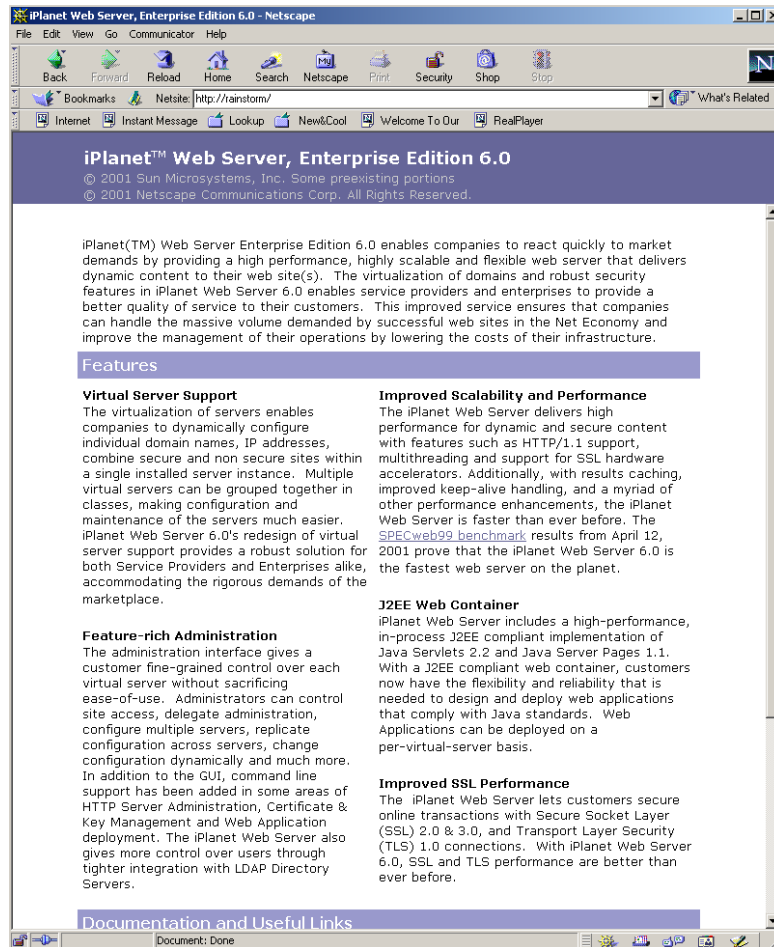 iPlanet Web Server, Enterprise Edition 6.0 - Netscape
File Edit View Go Communicator Help
My
Back Forward Reload Home Search Netscape Print Security Shop Stop
N
Bookmarks Netsite: http://rainstorm/ What's Related
Internet Instant Message Lookup New&Cool Welcome To Our RealPlayer
iPlanet™ Web Server, Enterprise Edition 6.0
© 2001 Sun Microsystems, Inc. Some preexisting portions
© 2001 Netscape Communications Corp. All Rights Reserved.
iPlanet(TM) Web Server Enterprise Edition 6.0 enables companies to react quickly to market
demands by providing a high performance, highly scalable and flexible web server that delivers
dynamic content to their web site(s). The virtualization of domains and robust security
features in iPlanet Web Server 6.0 enables service providers and enterprises to provide a
better quality of service to their customers. This improved service ensures that companies
can handle the massive volume demanded by successful web sites in the Net Economy and
improve the management of their operations by lowering the costs of their infrastructure.
Features
Virtual Server Support
The virtualization of servers enables
companies to dynamically configure
individual domain names, IP addresses,
combine secure and non secure sites within
a single installed server instance. Multiple
virtual servers can be grouped together in
classes, making configuration and
maintenance of the servers much easier.
iPlanet Web Server 6.0's redesign of virtual
server support provides a robust solution for
both Service Providers and Enterprises alike,
accommodating the rigorous demands of the
marketplace.
Feature-rich Administration
The administration interface gives a
customer fine-grained control over each
virtual server without sacrificing
ease-of-use. Administrators can control
site access, delegate administration,
configure multiple servers, replicate
configuration across servers, change
configuration dynamically and much more.
In addition to the GUI, command line
support has been added in some areas of
HTTP Server Administration, Certificate &
Key Management and Web Application
deployment. The iPlanet Web Server also
gives more control over users through
tighter integration with LDAP Directory
Servers.
Improved Scalability and Performance
The iPlanet Web Server delivers high
performance for dynamic and secure content
with features such as HTTP/1.1 support,
multithreading and support for SSL hardware
accelerators. Additionally, with results caching,
improved keep-alive handling, and a myriad of
other performance enhancements, the iPlanet
Web Server is faster than ever before. The
SPECweb99 benchmark results from April 12,
2001 prove that the iPlanet Web Server 6.0 is
the fastest web server on the planet.
J2EE Web Container
iPlanet Web Server includes a high-performance,
in-process J2EE compliant implementation of
Java Servlets 2.2 and Java Server Pages 1.1.
With a J2EE compliant web container, customers
now have the flexibility and reliability that is
needed to design and deploy web applications
that comply with Java standards. Web
Applications can be deployed on a
per-virtual-server basis.
Improved SSL Performance
The iPlanet Web Server lets customers secure
online transactions with Secure Socket Layer
(SSL) 2.0 & 3.0, and Transport Layer Security
(TLS) 1.0 connections. With iPlanet Web Server
6.0, SSL and TLS performance are better than
ever before.
Documentation and Useful Links
Document: Done